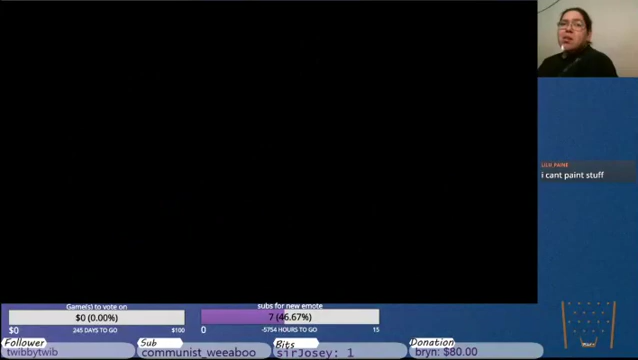 i cant paint stuff
Game(s) to vote on
$0 (0.00%)
$0
245 DAYS TO GO
$100
subs for new emote
7 (46.67%)
0
-5754 HOURS TO GO
15
Follower
twibbytwib
Sub
communist_weeaboo
Bits
sirJosey: 1
Donation
bryn: $80.00